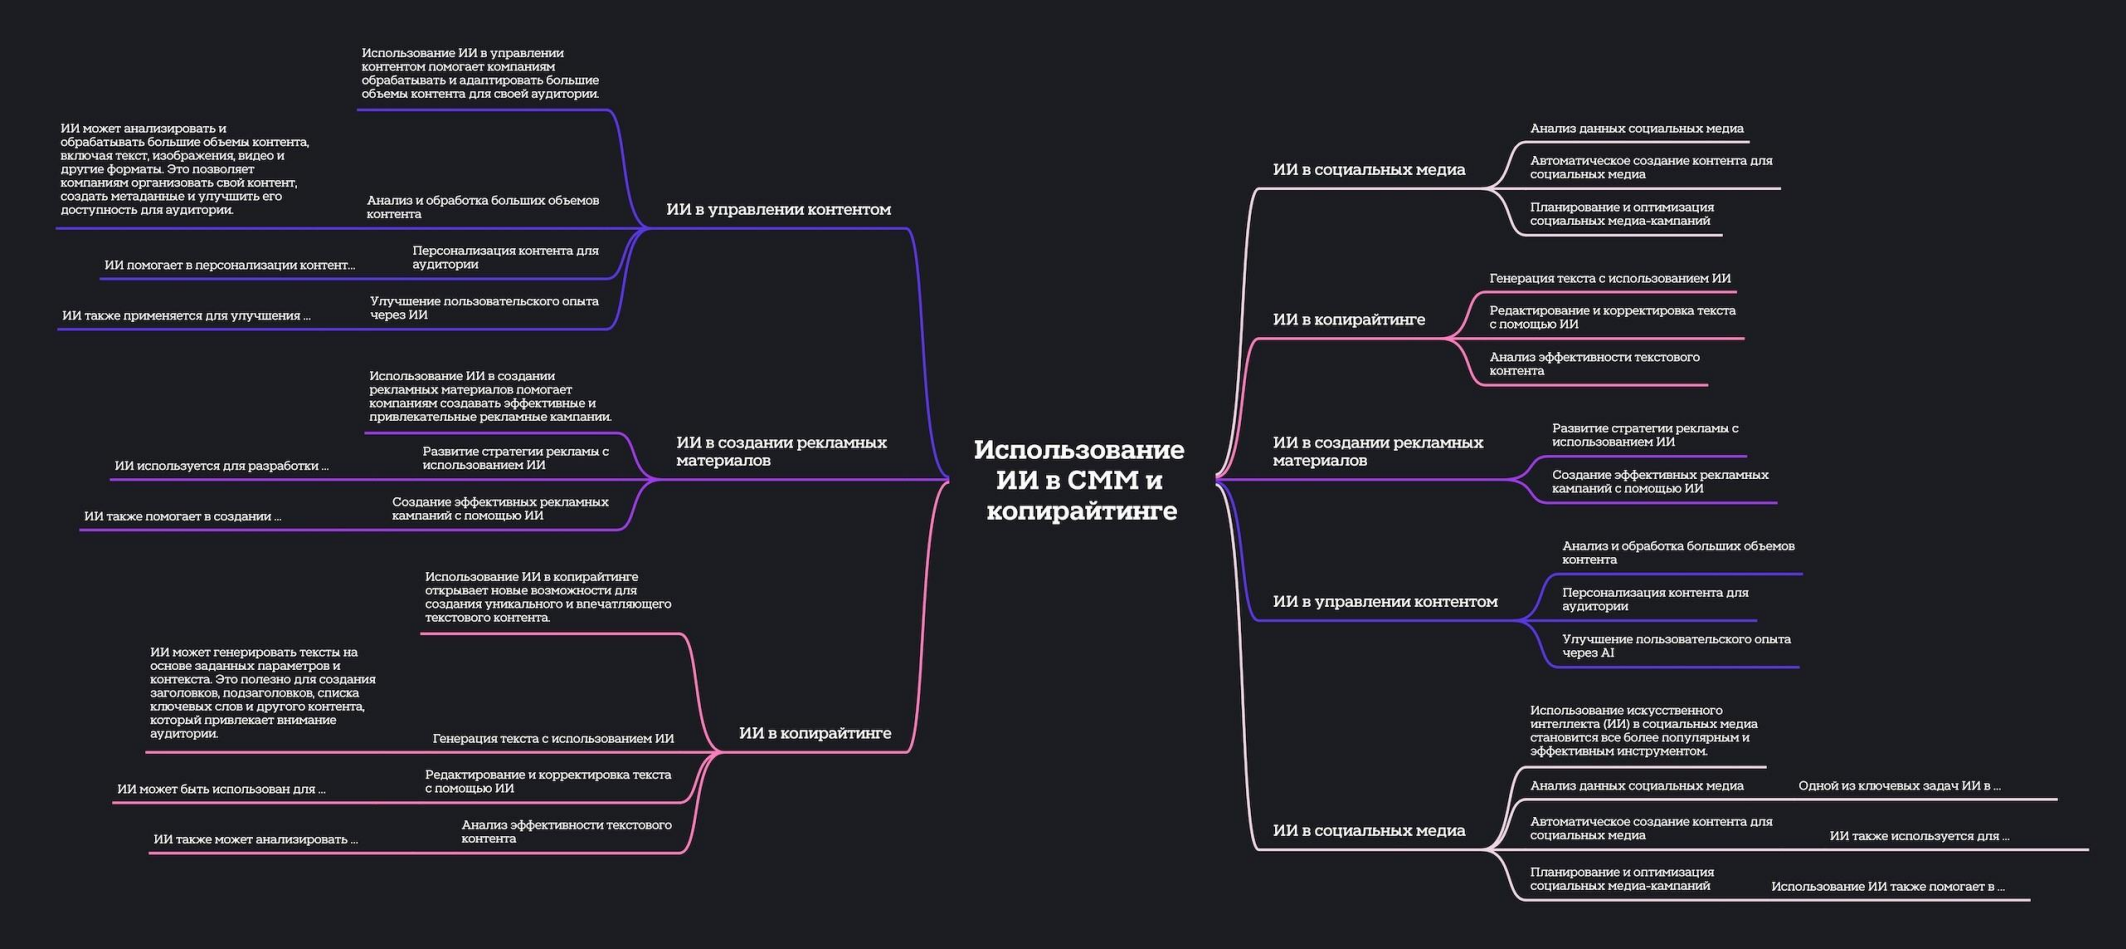 Использование
ИИ в СММ и
копирайтинге
ИИ в социальных медиа
Анализ данных социальных медиа
Автоматическое создание контента для
социальных медиа
Планирование и оптимизация
социальных медиа-кампаний
ИИ в копирайтинге
Генерация текста с использованием ИИ
Редактирование и корректировка текста
с помощью ИИ
Анализ эффективности текстового
контента
ИИ в создании рекламных
материалов
Развитие стратегии рекламы с
использованием ИИ
Создание эффективных рекламных
кампаний с помощью ИИ
ИИ в управлении контентом
Анализ и обработка больших объемов
контента
Персонализация контента для
аудитории
Улучшение пользовательского опыта
через AI
ИИ в социальных медиа
Использование искусственного
интеллекта (ИИ) в социальных медиа
становится все более популярным и
эффективным инструментом.
Анализ данных социальных медиа
Одной из ключевых задач ИИ в ...
Автоматическое создание контента для
социальных медиа
ИИ также используется для ...
Планирование и оптимизация
социальных медиа-кампаний
Использование ИИ также помогает в ...
ИИ в управлении контентом
Использование ИИ в управлении
контентом помогает компаниям
обрабатывать и адаптировать большие
объемы контента для своей аудитории.
Анализ и обработка больших объемов
контента
ИИ может анализировать и
обрабатывать большие объемы контента,
включая текст, изображения, видео и
другие форматы. Это позволяет
компаниям организовать свой контент,
создать метаданные и улучшить его
доступность для аудитории.
Персонализация контента для
аудитории
ИИ помогает в персонализации контент...
Улучшение пользовательского опыта
через ИИ
ИИ также применяется для улучшения ...
ИИ в создании рекламных
материалов
Использование ИИ в создании
рекламных материалов помогает
компаниям создавать эффективные и
привлекательные рекламные кампании.
Развитие стратегии рекламы с
использованием ИИ
ИИ используется для разработки ...
Создание эффективных рекламных
кампаний с помощью ИИ
ИИ также помогает в создании ...
ИИ в копирайтинге
Использование ИИ в копирайтинге
открывает новые возможности для
создания уникального и впечатляющего
текстового контента.
Генерация текста с использованием ИИ
ИИ может генерировать тексты на
основе заданных параметров и
контекста. Это полезно для создания
заголовков, подзаголовков, списка
ключевых слов и другого контента,
который привлекает внимание
аудитории.
Редактирование и корректировка текста
с помощью ИИ
ИИ может быть использован для ...
Анализ эффективности текстового
контента
ИИ также может анализировать ...